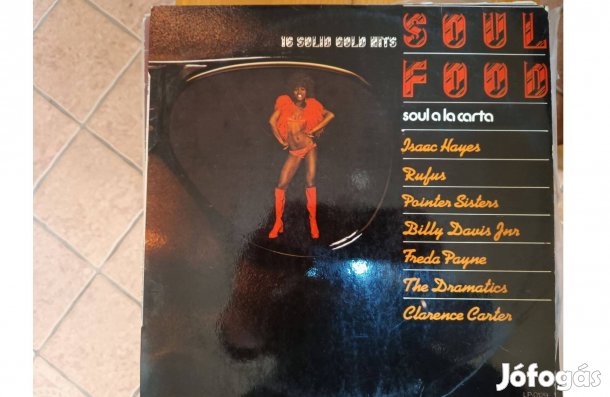 16 SOLID GOLD HITS
SOUL
FOOD
soul a la carta
Isaac Hayes
Rufus
Pointer Sisters
Billy Davis Jnr
Freda Payne
The Dramatics
Clarence Carter
Jófogás